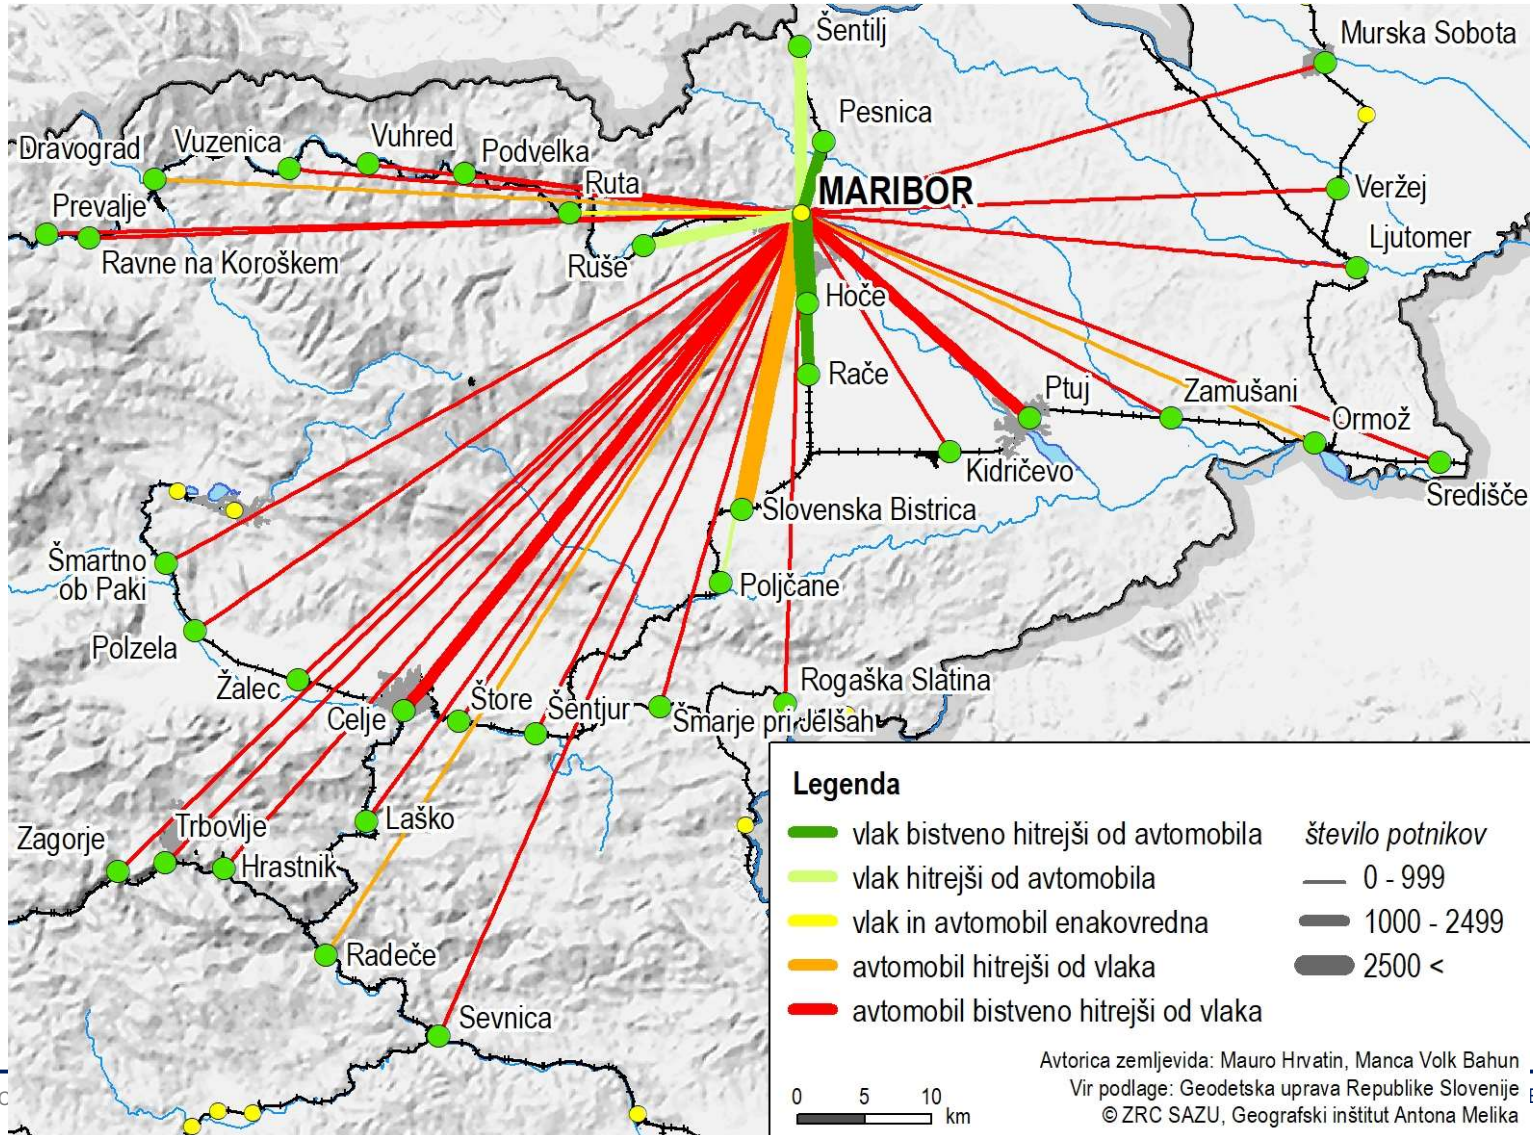 Šentilj
Murska Sobota
Pesnica
Dravograd
Vuzenica
Vuhred
Podvelka
Ruta
MARIBOR
Veržej
Prevalje
Ravne na Koroškem
Ruše
Ljutomer
Hoče
Rače
Ptuj
Zamušani
Ormož
Kidričevo
Središče
Slovenska Bistrica
Šmartno
ob Paki
Poljčane
Polzela
Žalec
Celje
Štore
Šentjur
Rogaška Slatina
Šmarje pri Jelšah
Zagorje
Trbovlje
Hrastnik
Laško
Radeče
Sevnica
Legenda
vlak bistveno hitrejši od avtomobila
vlak hitrejši od avtomobila
vlak in avtomobil enakovredna
avtomobil hitrejši od vlaka
avtomobil bistveno hitrejši od vlaka
število potnikov
0 - 999
1000 - 2499
2500 <
0 5 10
km
Avtorica zemljevida: Mauro Hrvatin, Manca Volk Bahun
Vir podlage: Geodetska uprava Republike Slovenije
© ZRC SAZU, Geografski inštitut Antona Melika